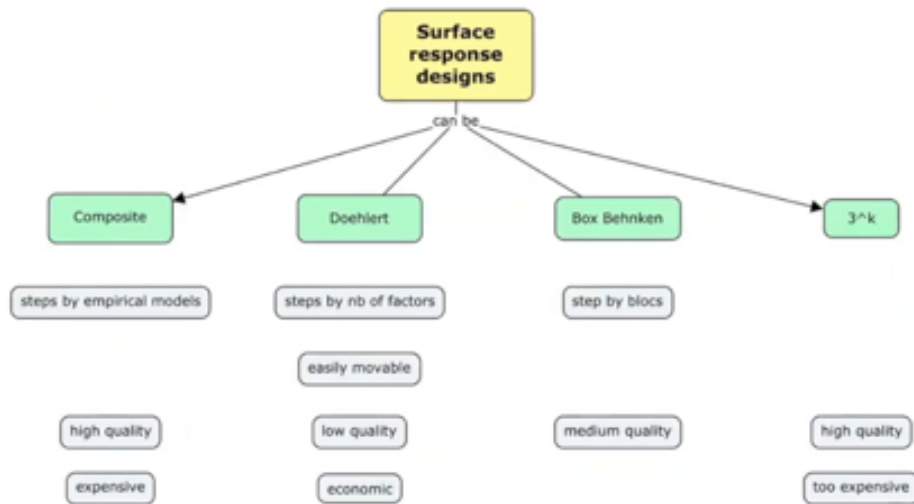 Surface
response
designs
can be
Composite
Doehlert
Box Behnken
3^k
steps by empirical models
steps by nb of factors
step by blocs
easily movable
high quality
low quality
medium quality
high quality
expensive
economic
too expensive